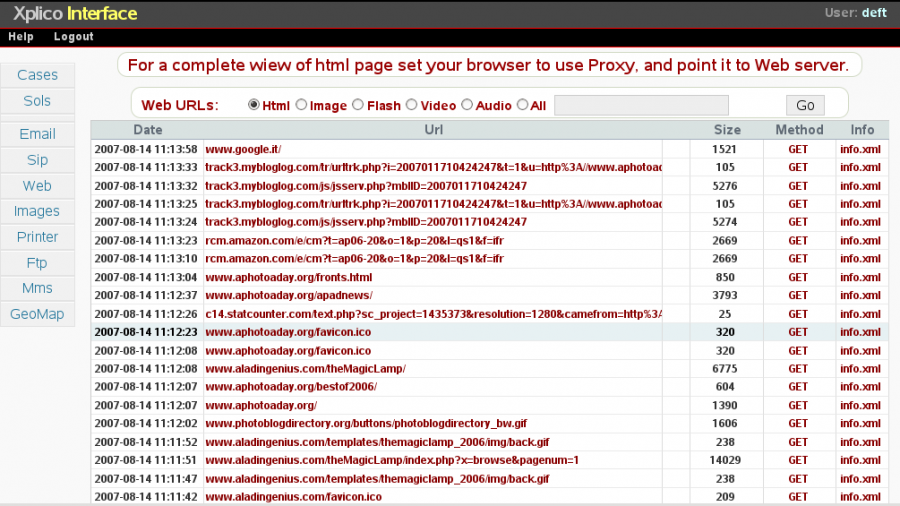 Xplico Interface
User: deft
Help Logout
Cases
Sols
Email
Sip
Web
Images
Printer
Ftp
Mms
GeoMap
For a complete wiew of html page set your browser to use Proxy, and point it to Web server.
Web URLs: Html Image Flash Video Audio All Go
Date Url Size Method Info
2007-08-14 11:13:58 www.google.it/ 1521 GET info.xml
2007-08-14 11:13:33 track3.mybloglog.com/tr/urltrk.php?i=2007011710424247&t=1&u=http%3A//www.aphotoad 105 GET info.xml
2007-08-14 11:13:32 track3.mybloglog.com/js/jsserv.php?mblID=2007011710424247 5276 GET info.xml
2007-08-14 11:13:25 track3.mybloglog.com/tr/urltrk.php?i=2007011710424247&t=1&u=http%3A//www.aphotoad 105 GET info.xml
2007-08-14 11:13:24 track3.mybloglog.com/js/jsserv.php?mblID=2007011710424247 5274 GET info.xml
2007-08-14 11:13:23 rcm.amazon.com/e/cm?t=ap06-20&o=1&p=20&l=qs1&f=ifr 2669 GET info.xml
2007-08-14 11:13:10 rcm.amazon.com/e/cm?t=ap06-20&o=1&p=20&l=qs1&f=ifr 2669 GET info.xml
2007-08-14 11:13:04 www.aphotoaday.org/fronts.html 850 GET info.xml
2007-08-14 11:12:37 www.aphotoaday.org/apadnews/ 3793 GET info.xml
2007-08-14 11:12:26 c14.statcounter.com/text.php?sc_project=1435373&resolution=1280&camefrom=http%3A 25 GET info.xml
2007-08-14 11:12:23 www.aphotoaday.org/favicon.ico 320 GET info.xml
2007-08-14 11:12:08 www.aphotoaday.org/favicon.ico 320 GET info.xml
2007-08-14 11:12:08 www.aladingenius.com/theMagicLamp/ 6775 GET info.xml
2007-08-14 11:12:07 www.aphotoaday.org/bestof2006/ 604 GET info.xml
2007-08-14 11:12:07 www.aphotoaday.org/ 1390 GET info.xml
2007-08-14 11:12:02 www.photoblogdirectory.org/buttons/photoblogdirectory_bw.gif 1606 GET info.xml
2007-08-14 11:11:52 www.aladingenius.com/templates/themagiclamp_2006/img/back.gif 238 GET info.xml
2007-08-14 11:11:51 www.aladingenius.com/theMagicLamp/index.php?x=browse&pagenum=1 14029 GET info.xml
2007-08-14 11:11:47 www.aladingenius.com/templates/themagiclamp_2006/img/back.gif 238 GET info.xml
2007-08-14 11:11:42 www.aladingenius.com/favicon.ico 209 GET info.xml